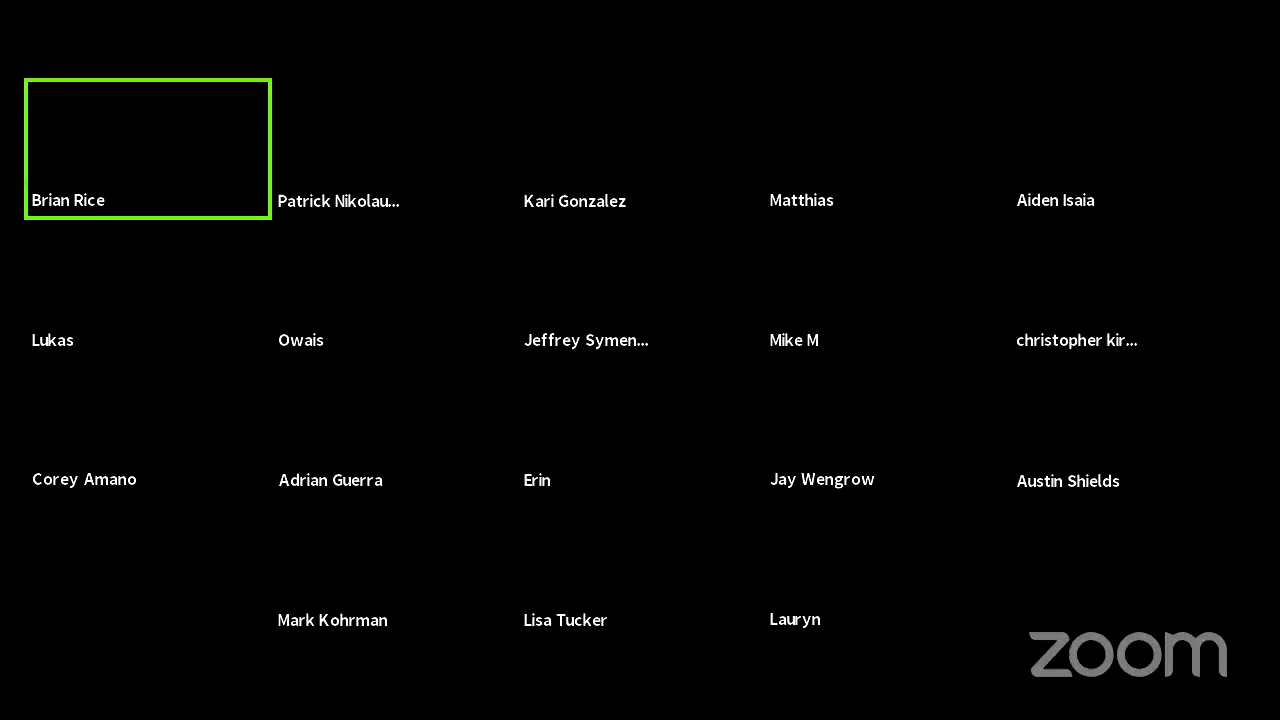 Brian Rice
Patrick Nikolau...
Kari Gonzalez
Matthias
Aiden Isaia
Lukas
Owais
Jeffrey Symen...
Mike M
christopher kir...
Corey Amano
Adrian Guerra
Erin
Jay Wengrow
Austin Shields
Mark Kohrman
Lisa Tucker
Lauryn
zoom